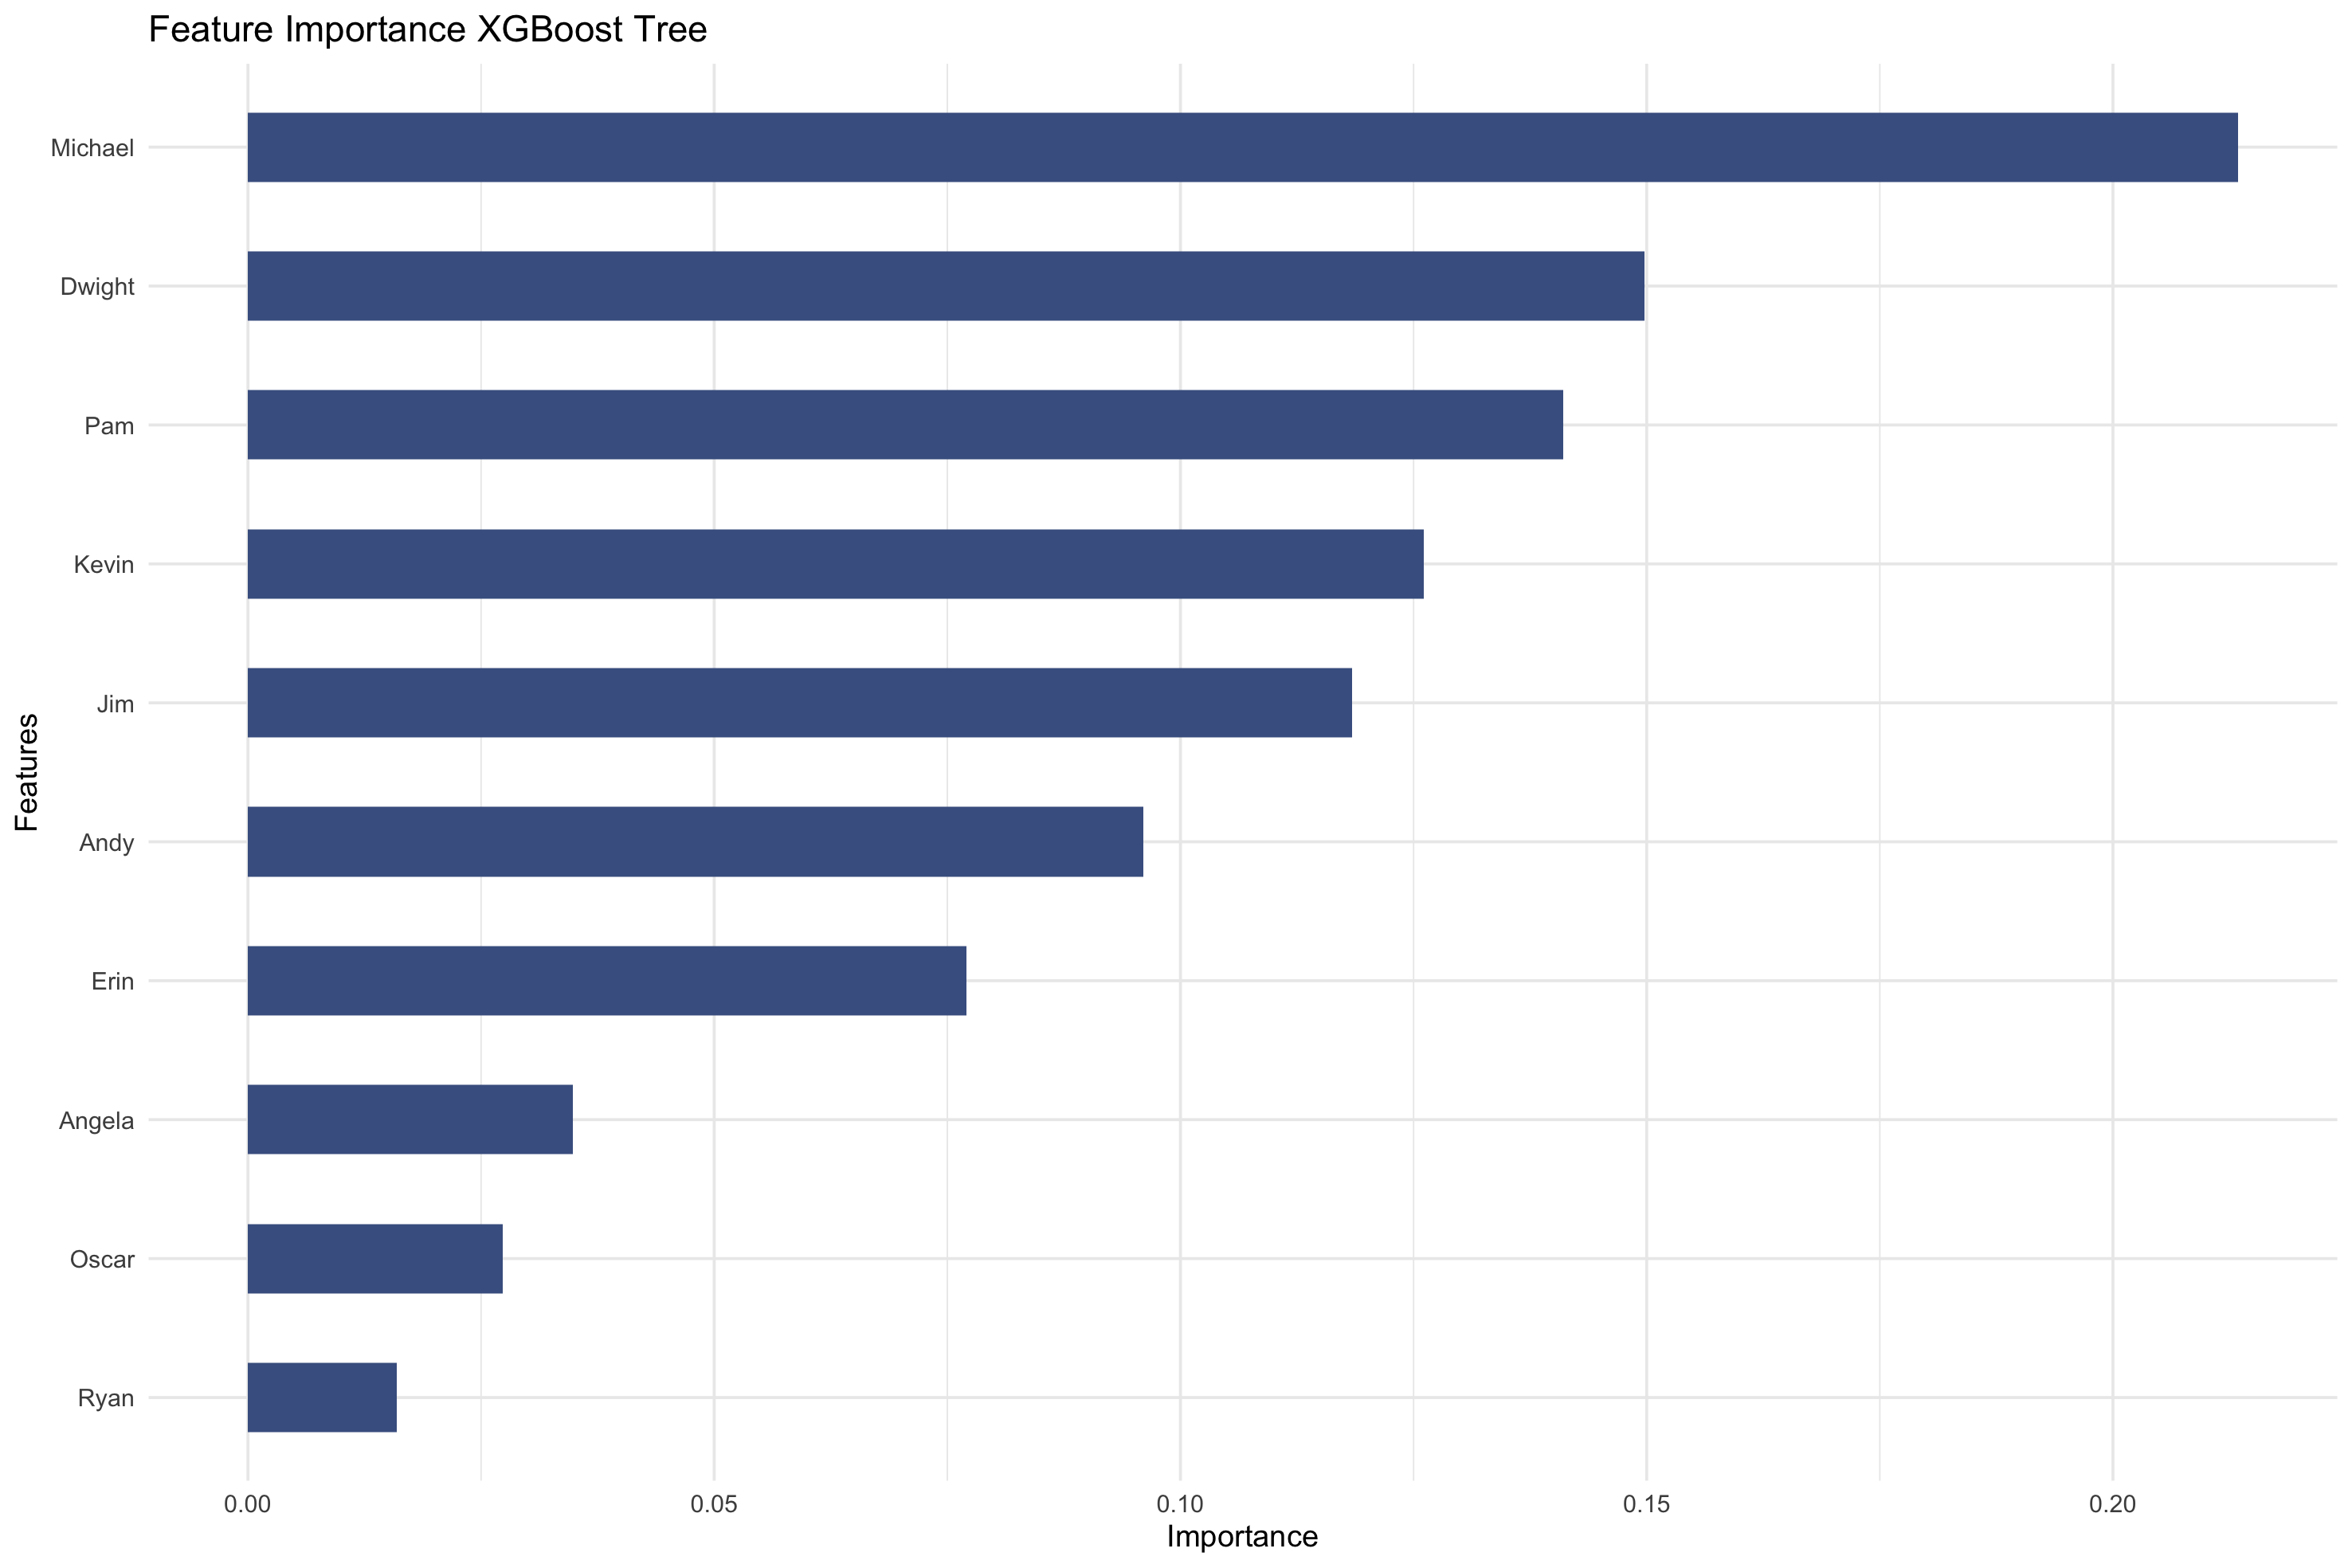 Feature Importance XGBoost Tree
Michael
Dwight
Pam
Kevin
Jim
Andy
Erin
Angela
Oscar
Ryan
Features
0.00 0.05 0.10 0.15 0.20
Importance